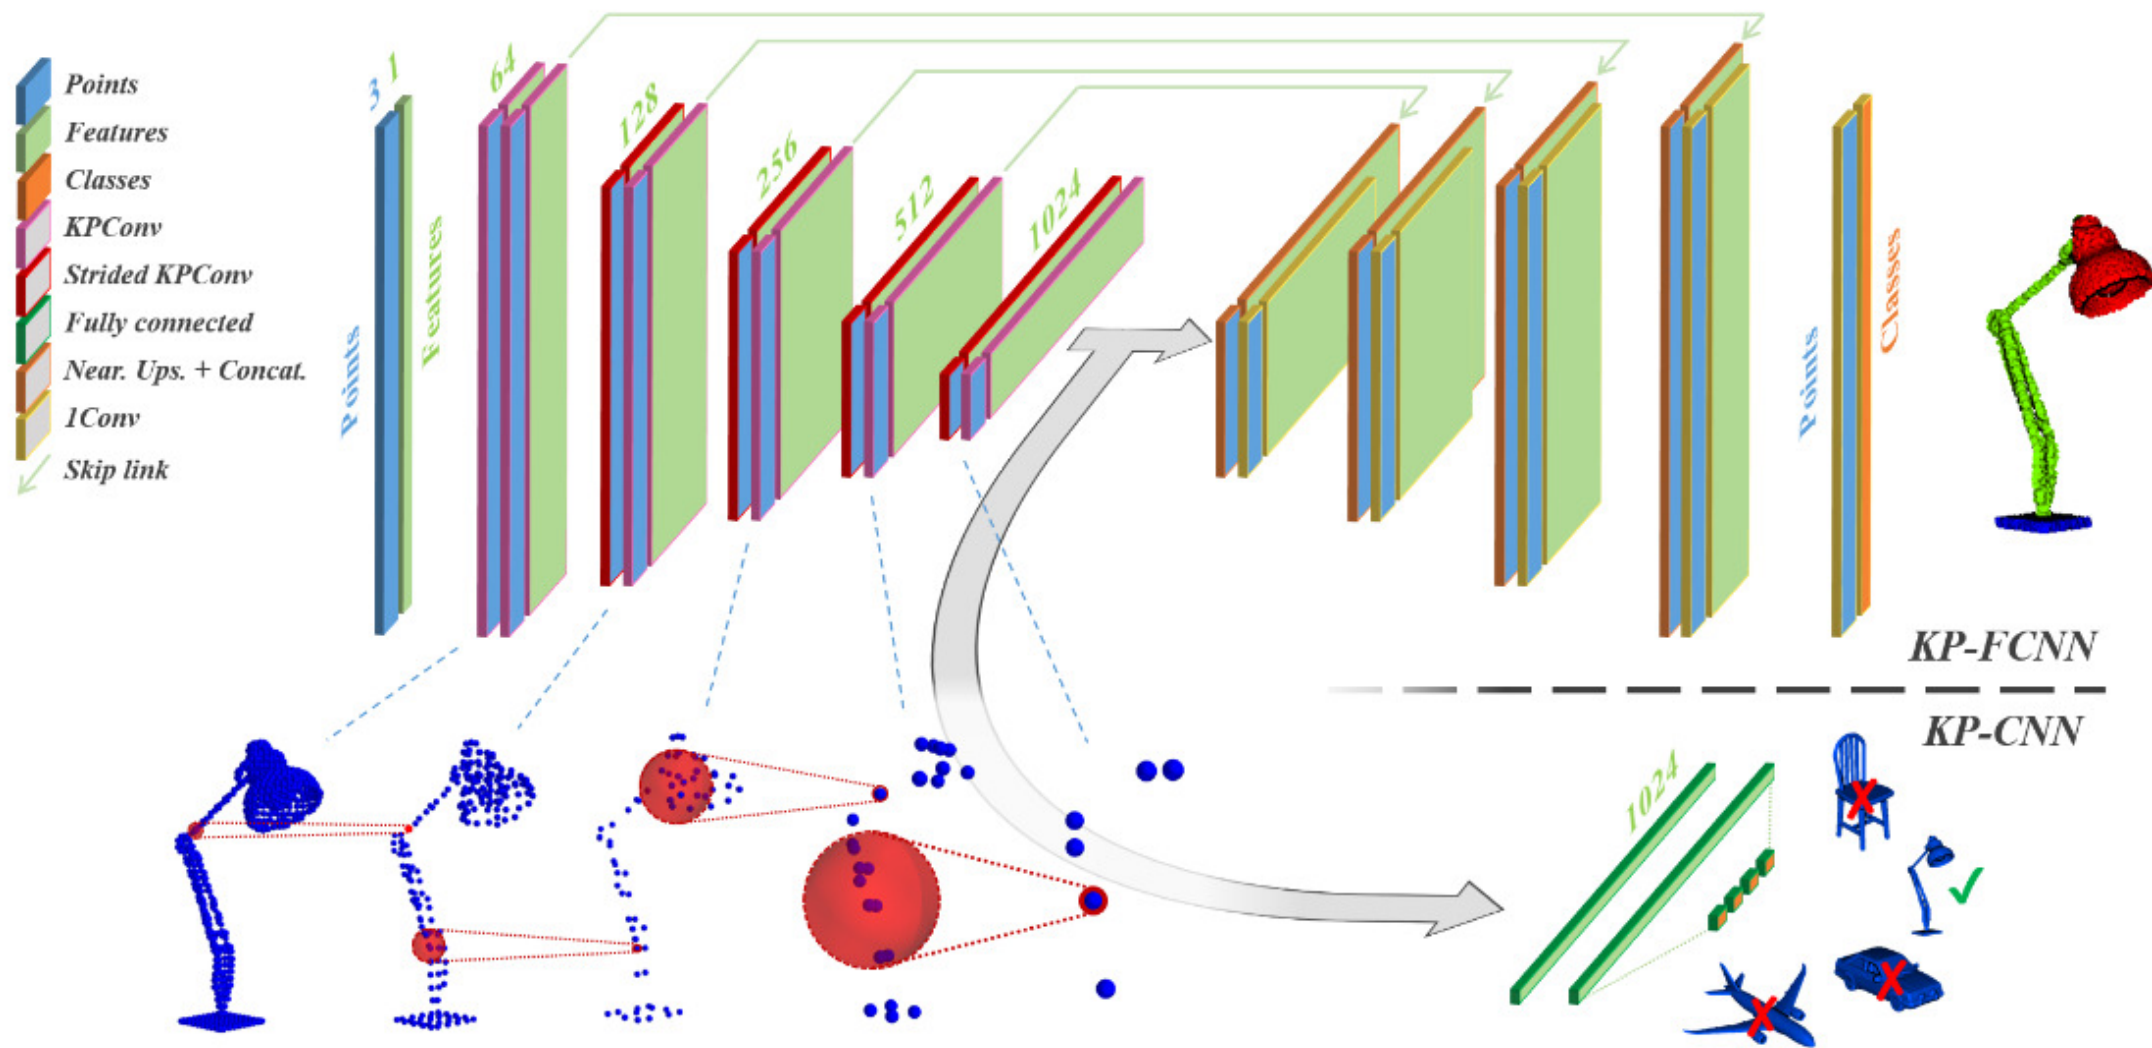 Points
Features
Classes
KPConv
Strided KPConv
Fully connected
Near. Ups. + Concat.
1Conv
Skip link
3
1
64
128
256
512
1024
Points
Features
Points
Classes
KP-FCNN
KP-CNN
1024